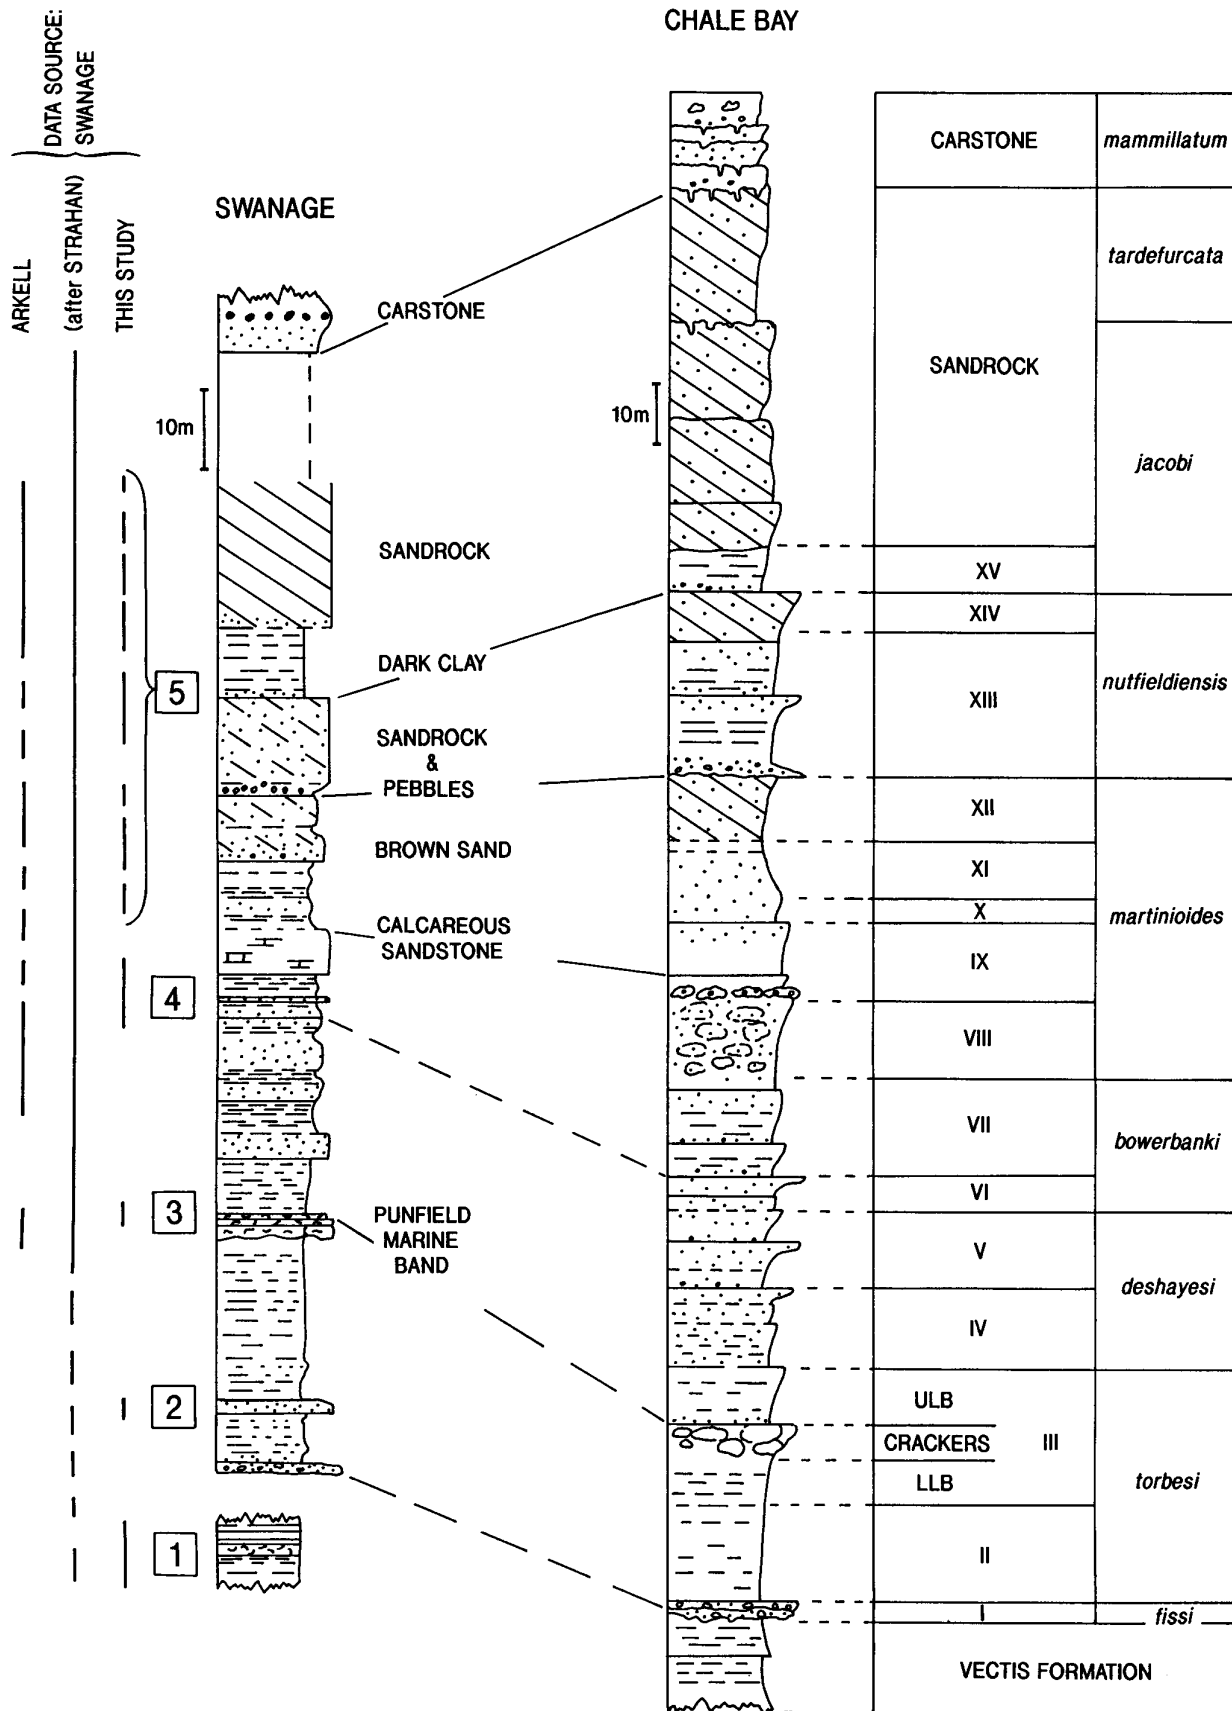 CHALE BAY
DATA SOURCE:
SWANAGE
ARKELL
(after STRAHAN)
THIS STUDY
SWANAGE
CARSTONE
10m
SANDROCK
DARK CLAY
5
SANDROCK
&
PEBBLES
BROWN SAND
CALCAREOUS
SANDSTONE
4
3
PUNFIELD
MARINE
BAND
2
1
10m
CARSTONE
mammillatum
SANDROCK
tardefurcata
jacobi
XV
XIV
XIII
nutfieldiensis
XII
XI
X
IX
VIII
martinioides
VII
VI
bowerbanki
V
IV
deshayesi
ULB
CRACKERS
III
LLB
II
torbesi
I
fissi
VECTIS FORMATION